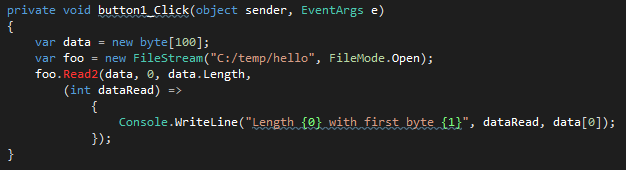 private void button1_Click(object sender, EventArgs e)
{
    var data = new byte[100];
    var foo = new FileStream("C:/temp/hello", FileMode.Open);
    foo.Read2(data, 0, data.Length,
        (int dataRead) =>
            {
                Console.WriteLine("Length {0} with first byte {1}", dataRead, data[0]);
            });
}